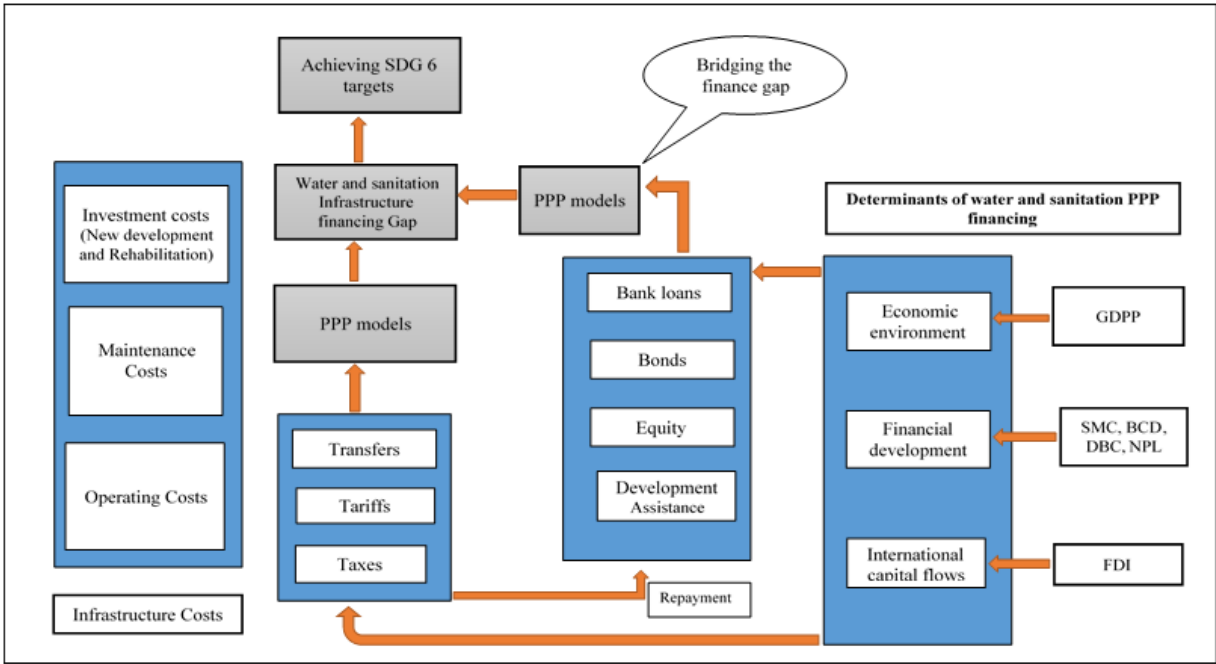 Achieving SDG 6
targets
Bridging the
finance gap
Water and sanitation
Infrastructure
financing Gap
PPP models
Determinants of water and sanitation PPP
financing
Investment costs
(New development
and Rehabilitation)
Maintenance
Costs
Operating Costs
Infrastructure Costs
PPP models
Transfers
Tariffs
Taxes
Bank loans
Bonds
Equity
Development
Assistance
Repayment
Economic
environment
Financial
development
International
capital flows
GDPP
SMC, BCD,
DBC, NPL
FDI